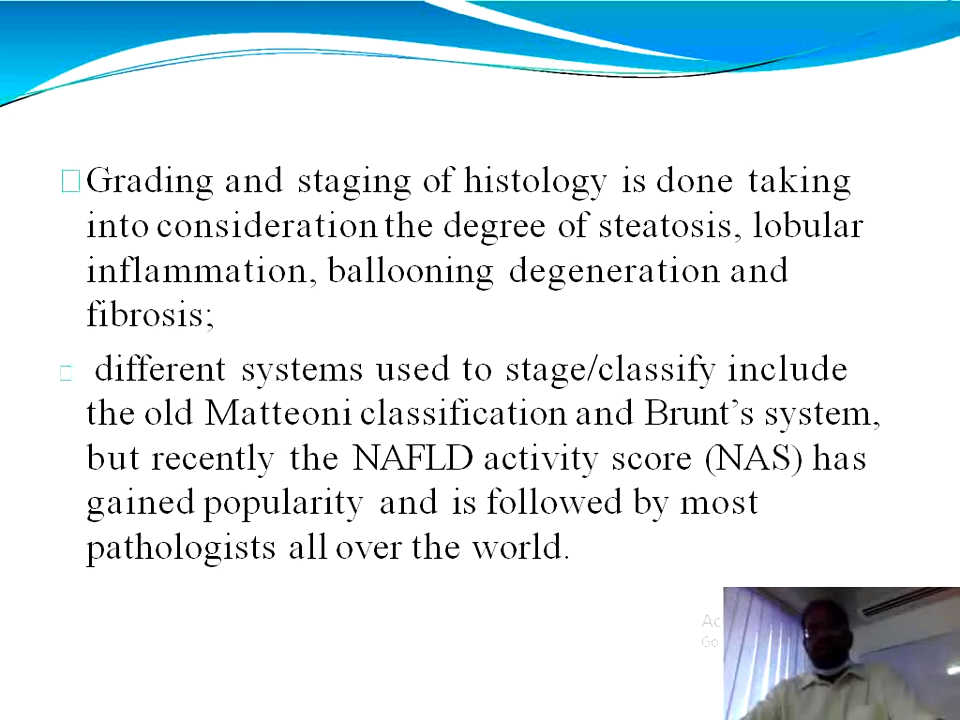 Grading and staging of histology is done taking
into consideration the degree of steatosis, lobular
inflammation, ballooning degeneration and
fibrosis;
different systems used to stage/classify include
the old Matteoni classification and Brunt’s system,
but recently the NAFLD activity score (NAS) has
gained popularity and is followed by most
pathologists all over the world.